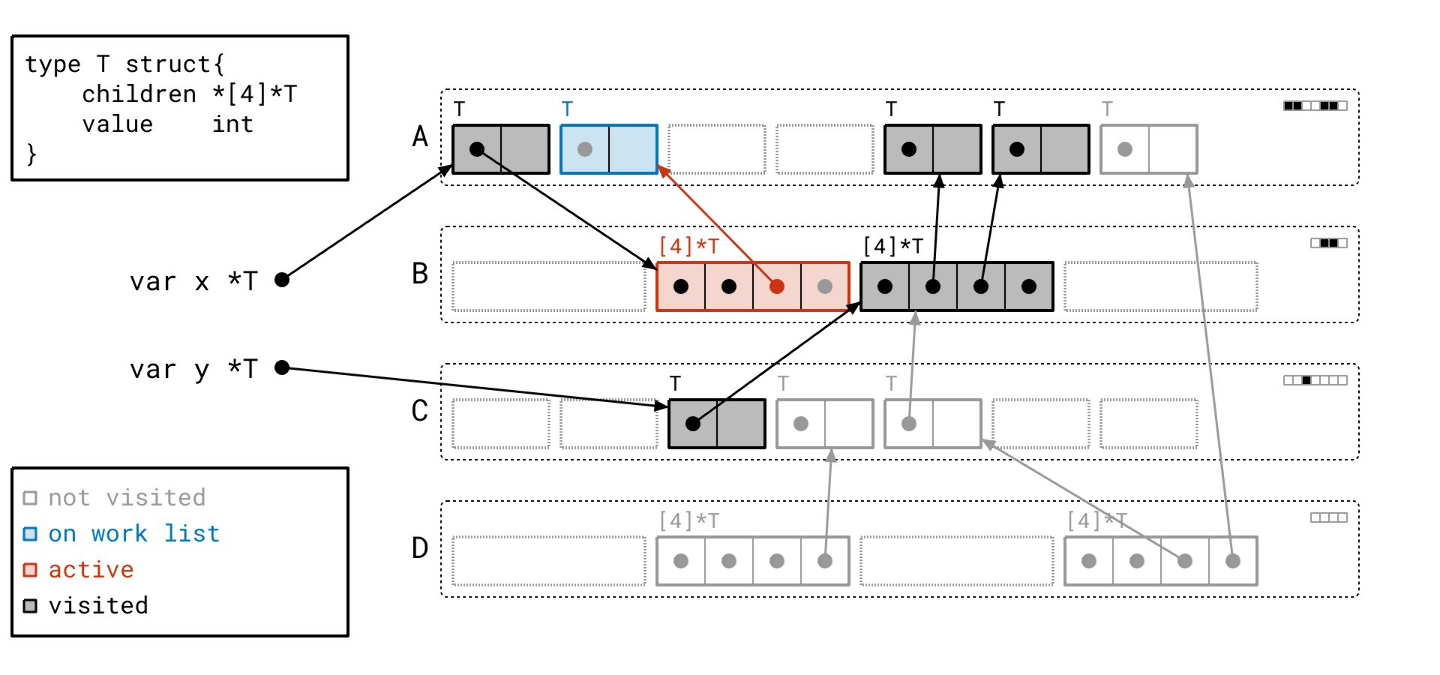 type T struct{
    children *[4]*T
    value    int
}
var x *T
var y *T
not visited
on work list
active
visited
A
T T T T T
B
[4]*T [4]*T
C
T T T
D
[4]*T [4]*T